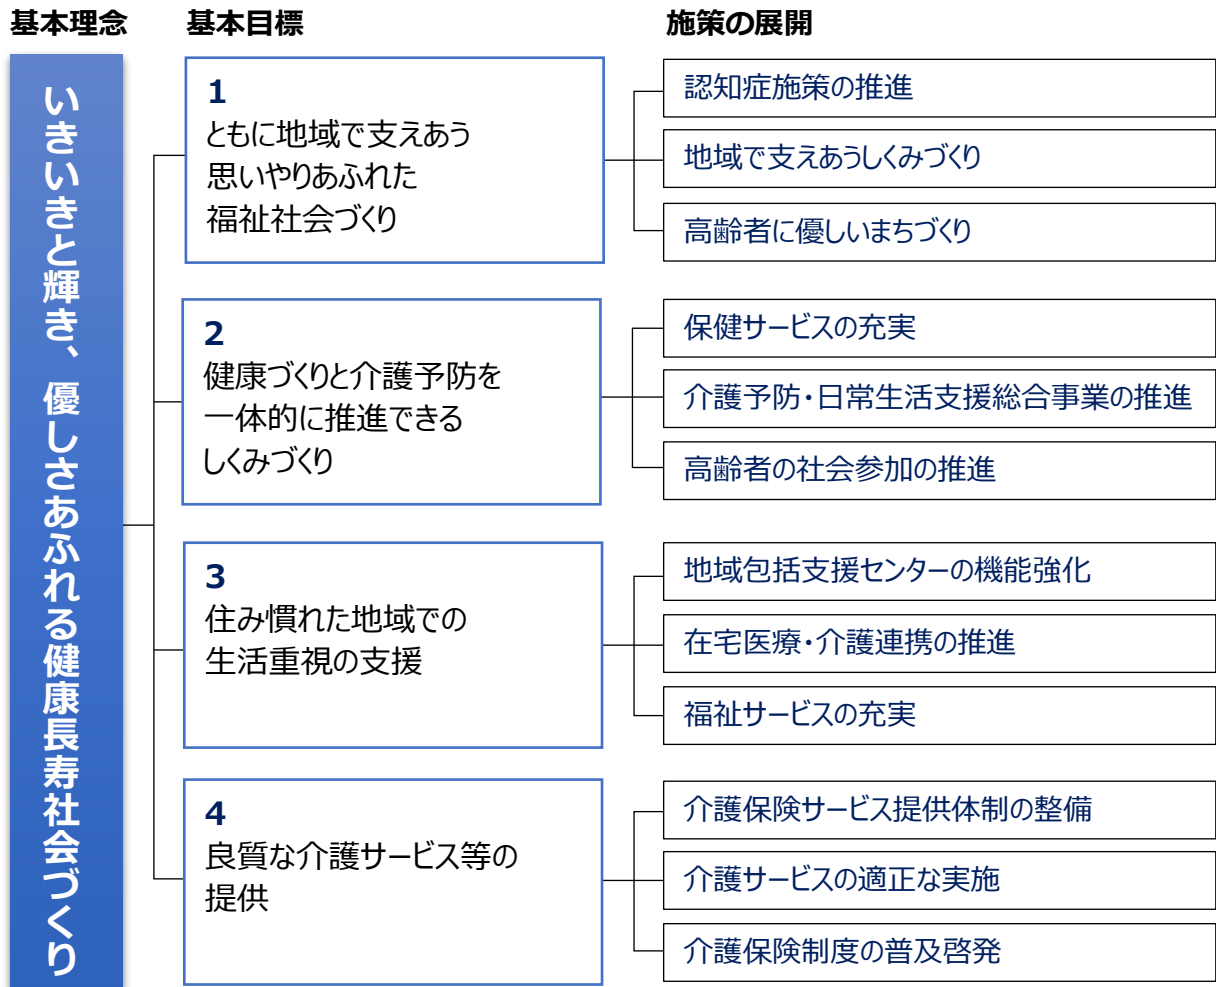 基本理念
基本目標
施策の展開
いきいきと輝き、優しさあふれる健康長寿社会づくり
1
ともに地域で支えあう
思いやりあふれた
福祉社会づくり
認知症施策の推進
地域で支えあうしくみづくり
高齢者に優しいまちづくり
2
健康づくりと介護予防を
一体的に推進できる
しくみづくり
保健サービスの充実
介護予防・日常生活支援総合事業の推進
高齢者の社会参加の推進
3
住み慣れた地域での
生活重視の支援
地域包括支援センターの機能強化
在宅医療・介護連携の推進
福祉サービスの充実
4
良質な介護サービス等の
提供
介護保険サービス提供体制の整備
介護サービスの適正な実施
介護保険制度の普及啓発